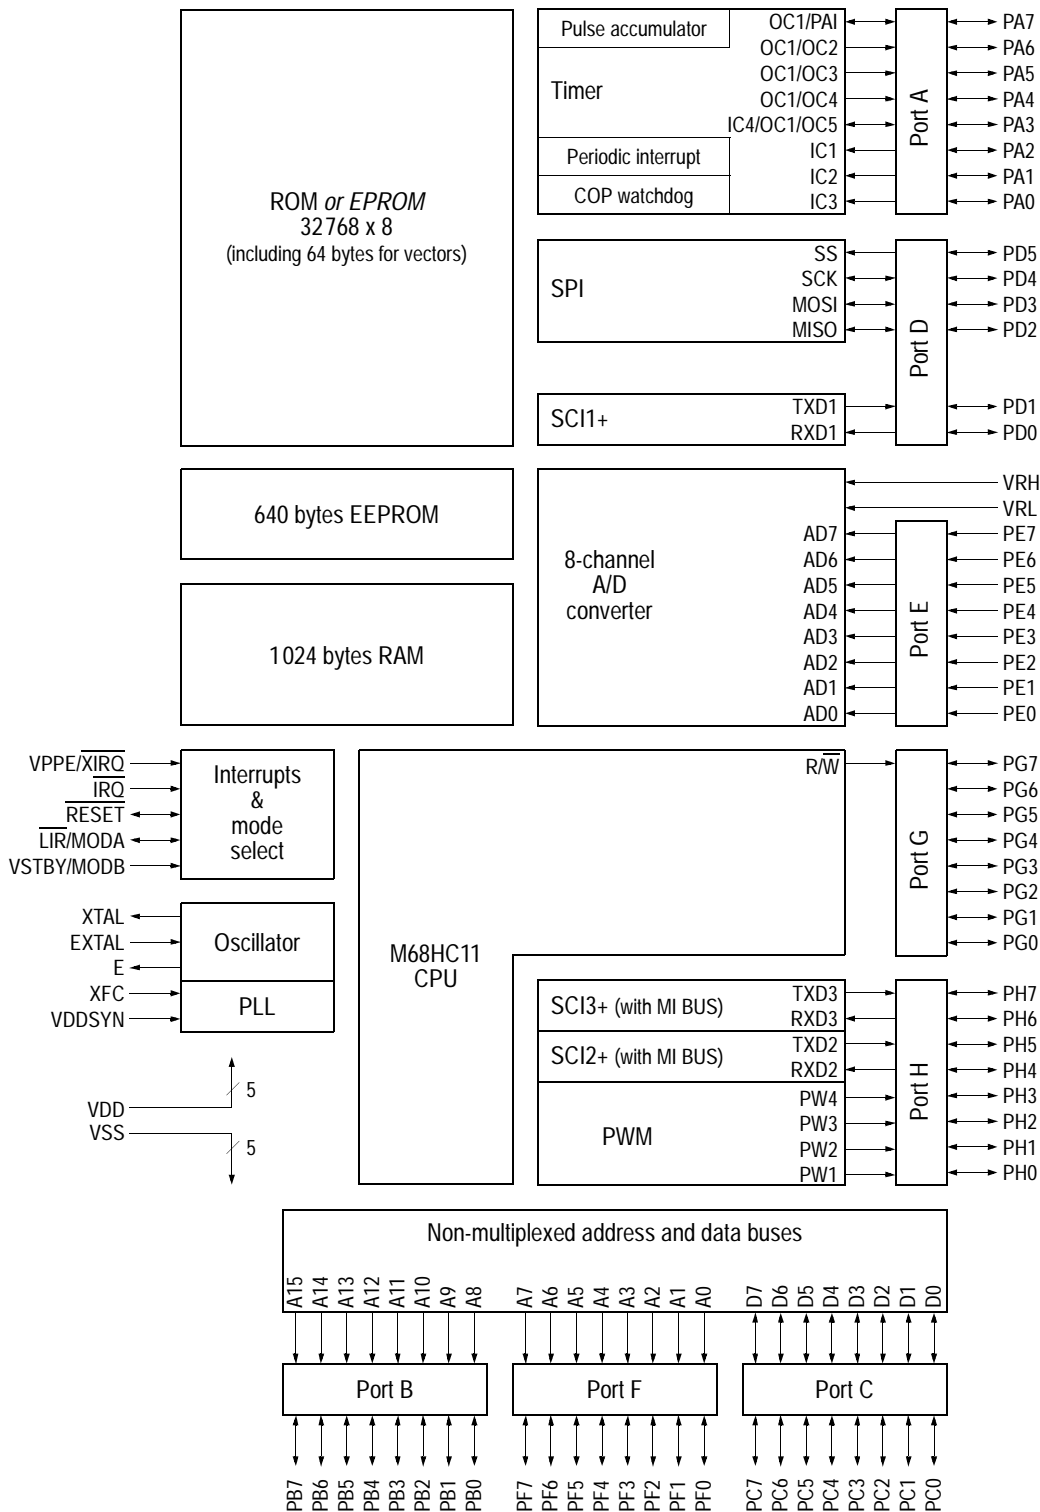 ROM or EPROM
32768 x 8
(including 64 bytes for vectors)
640 bytes EEPROM
1024 bytes RAM
Pulse accumulator
Timer
Periodic interrupt
COP watchdog
OC1/PAI
OC1/OC2
OC1/OC3
OC1/OC4
IC4/OC1/OC5
IC1
IC2
IC3
Port A
PA7
PA6
PA5
PA4
PA3
PA2
PA1
PA0
SPI
SS
SCK
MOSI
MISO
SCI1+
TXD1
RXD1
Port D
PD5
PD4
PD3
PD2
PD1
PD0
8-channel
A/D
converter
AD7
AD6
AD5
AD4
AD3
AD2
AD1
AD0
Port E
VRH
VRL
PE7
PE6
PE5
PE4
PE3
PE2
PE1
PE0
VPPE/XIRQ
IRQ
RESET
LIR/MODA
VSTBY/MODB
Interrupts
&
mode
select
XTAL
EXTAL
E
XFC
VDDSYN
Oscillator
PLL
VDD
VSS
5
5
M68HC11
CPU
R/W
Port G
PG7
PG6
PG5
PG4
PG3
PG2
PG1
PG0
SCI3+ (with MI BUS)
TXD3
RXD3
SCI2+ (with MI BUS)
TXD2
RXD2
PWM
PW4
PW3
PW2
PW1
Port H
PH7
PH6
PH5
PH4
PH3
PH2
PH1
PH0
Non-multiplexed address and data buses
A15
A14
A13
A12
A11
A10
A9
A8
A7
A6
A5
A4
A3
A2
A1
A0
D7
D6
D5
D4
D3
D2
D1
D0
Port B
Port F
Port C
PB7
PB6
PB5
PB4
PB3
PB2
PB1
PB0
PF7
PF6
PF5
PF4
PF3
PF2
PF1
PF0
PC7
PC6
PC5
PC4
PC3
PC2
PC1
PC0